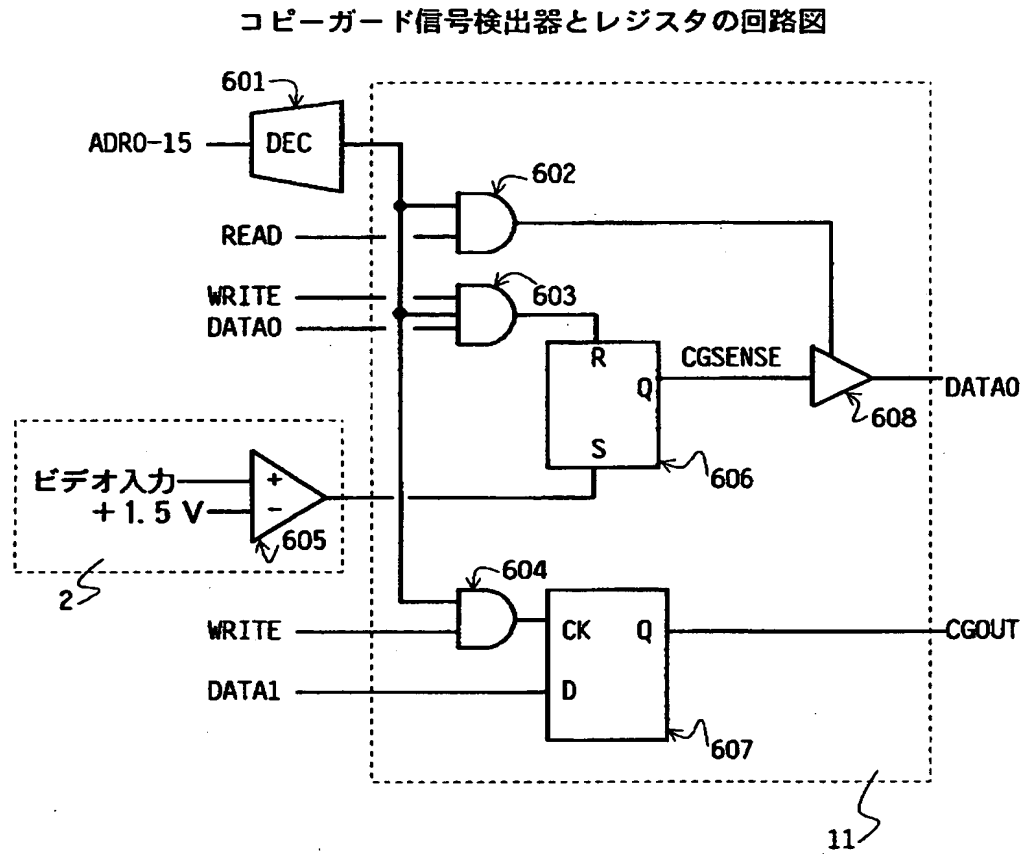 コピーガード信号検出器とレジスタの回路図
601
ADR0-15
DEC
602
READ
WRITE
603
DATA0
R
CGSENSE
Q
DATA0
608
S
606
ビデオ入力
+
+1.5 V
-
605
2
604
WRITE
CK
Q
CGOUT
DATA1
D
607
11